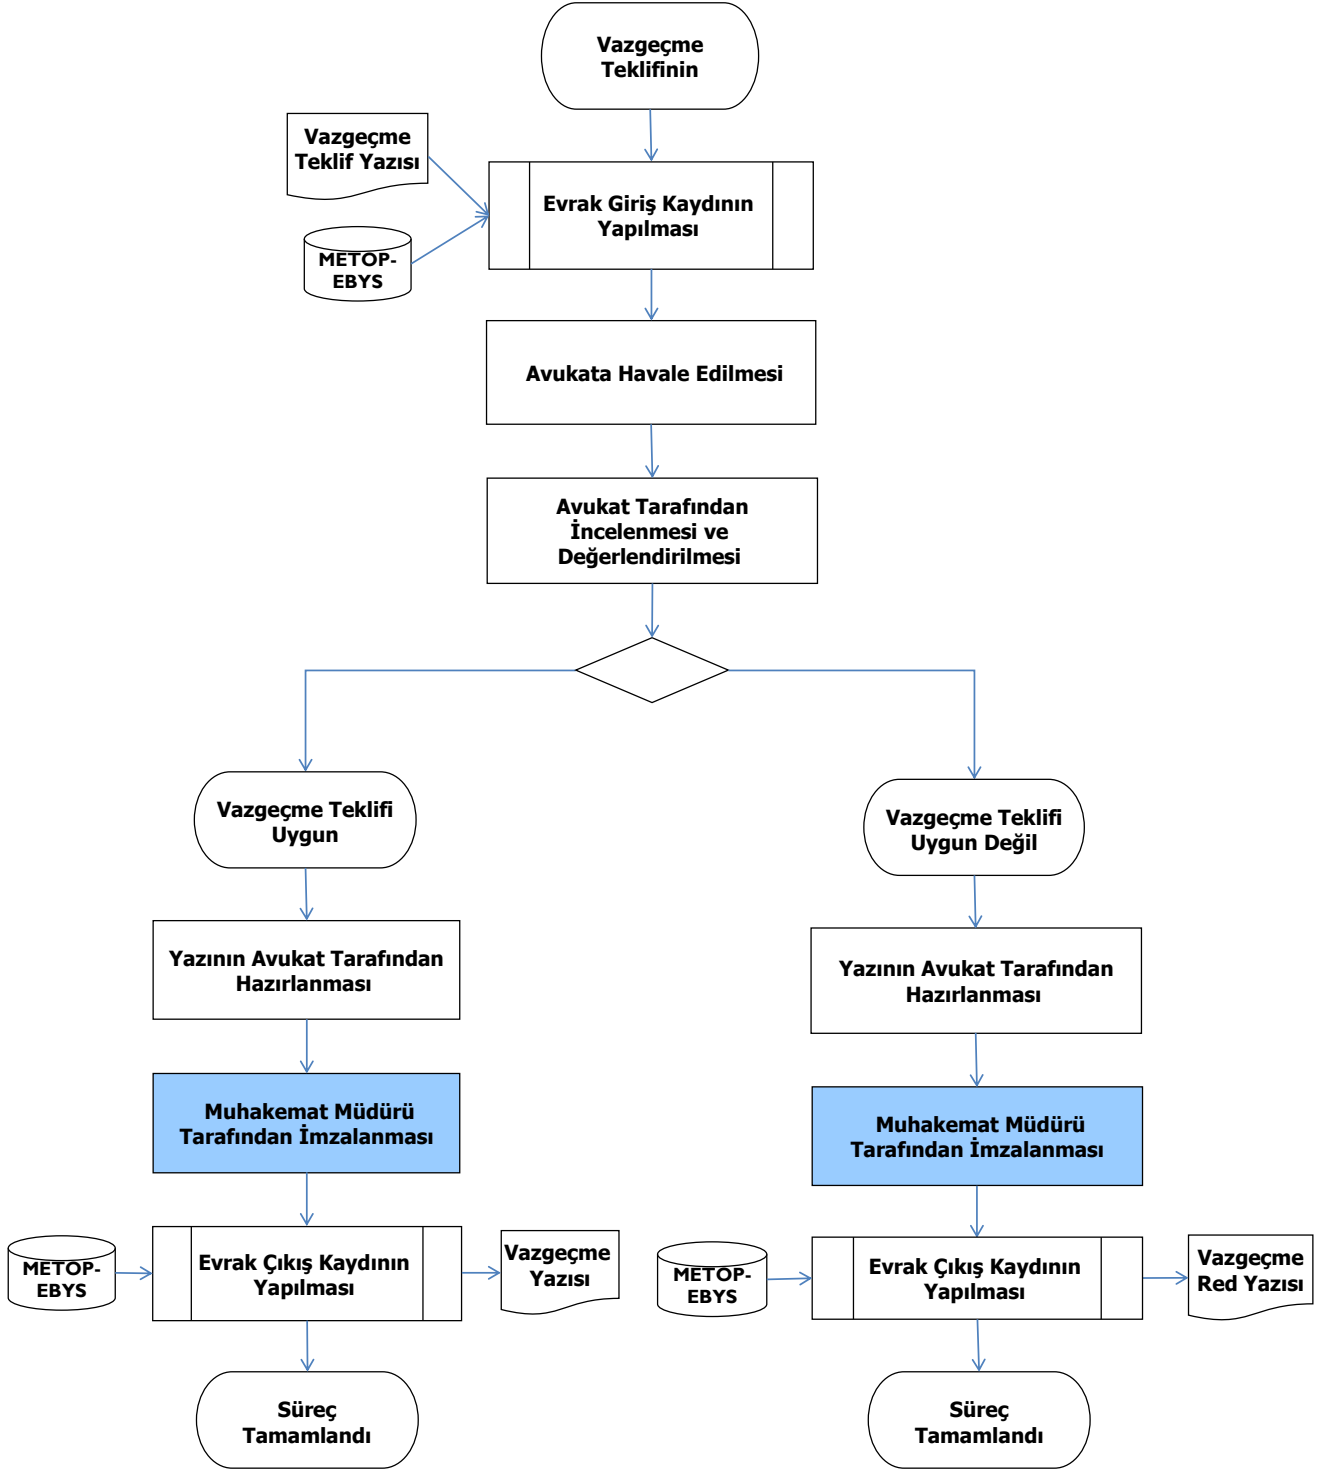 Vazgeçme
Teklifinin
Vazgeçme
Teklif Yazısı
Evrak Giriş Kaydının
Yapılması
METOP-
EBYS
Avukata Havale Edilmesi
Avukat Tarafından
İncelenmesi ve
Değerlendirilmesi
Vazgeçme Teklifi
Uygun
Vazgeçme Teklifi
Uygun Değil
Yazının Avukat Tarafından
Hazırlanması
Yazının Avukat Tarafından
Hazırlanması
Muhakemat Müdürü
Tarafından İmzalanması
Muhakemat Müdürü
Tarafından İmzalanması
METOP-
EBYS
Evrak Çıkış Kaydının
Yapılması
Vazgeçme
Yazısı
METOP-
EBYS
Evrak Çıkış Kaydının
Yapılması
Vazgeçme
Red Yazısı
Süreç
Tamamlandı
Süreç
Tamamlandı